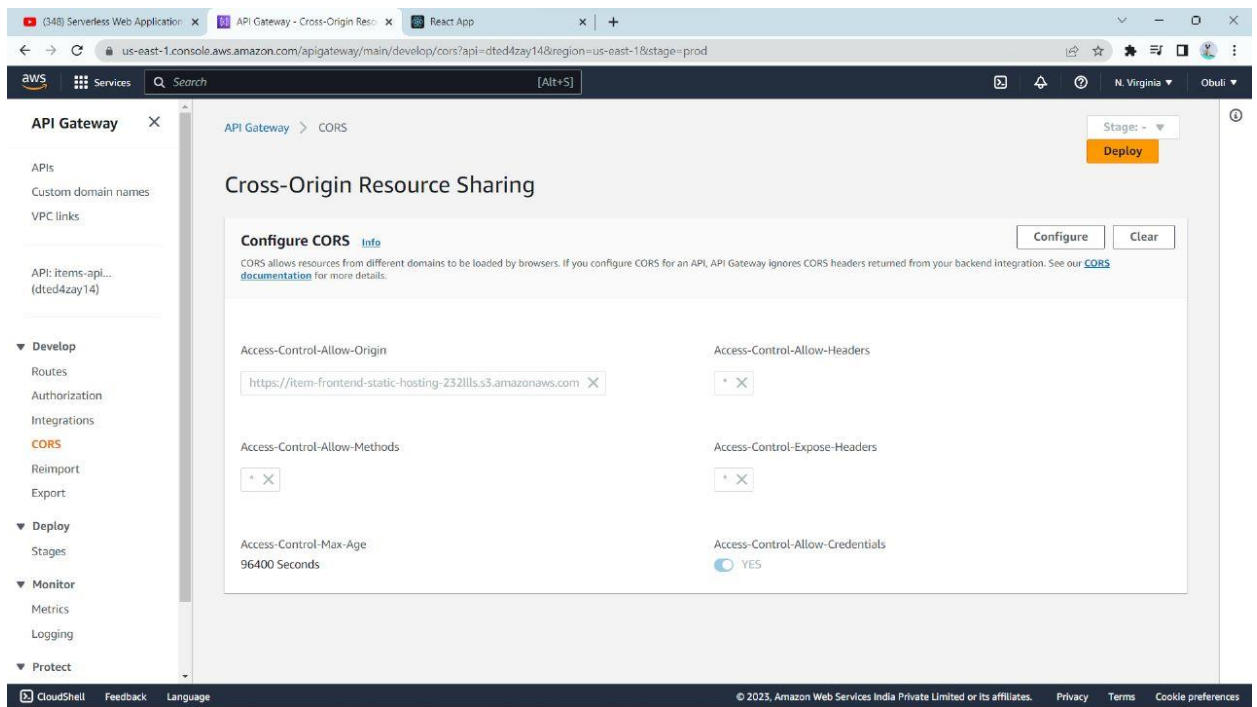 (348) Serverless Web Application
API Gateway - Cross-Origin Reso
React App
us-east-1.console.aws.amazon.com/apigateway/main/develop/cors?api=dted4zay14&region=us-east-1&stage=prod
aws
Services
Search
[Alt+S]
N. Virginia
Obuli
API Gateway
APIs
Custom domain names
VPC links
API: items-api...
(dted4zay14)
Develop
Routes
Authorization
Integrations
CORS
Reimport
Export
Deploy
Stages
Monitor
Metrics
Logging
Protect
API Gateway > CORS
Stage: -
Deploy
Cross-Origin Resource Sharing
Configure CORS Info
Configure
Clear
CORS allows resources from different domains to be loaded by browsers. If you configure CORS for an API, API Gateway ignores CORS headers returned from your backend integration. See our CORS
documentation for more details.
Access-Control-Allow-Origin
https://item-frontend-static-hosting-232llls.s3.amazonaws.com
Access-Control-Allow-Headers
*
Access-Control-Allow-Methods
*
Access-Control-Expose-Headers
*
Access-Control-Max-Age
96400 Seconds
Access-Control-Allow-Credentials
YES
CloudShell
Feedback
Language
© 2023, Amazon Web Services India Private Limited or its affiliates.
Privacy
Terms
Cookie preferences